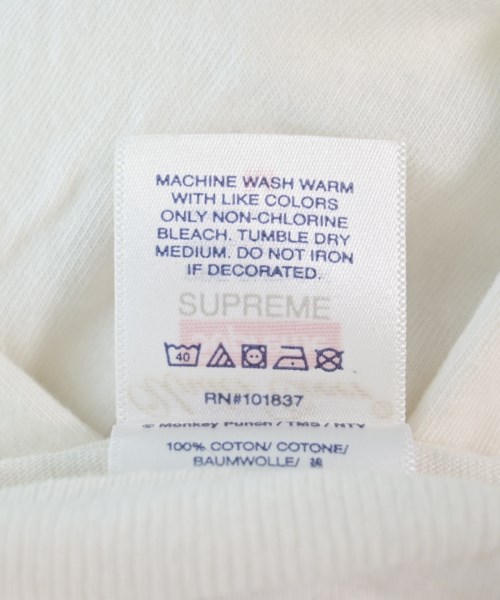 MACHINE WASH WARM
WITH LIKE COLORS
ONLY NON-CHLORINE
BLEACH. TUMBLE DRY
MEDIUM. DO NOT IRON
IF DECORATED.
SUPREME
40
RN#101837
© Monkey Punch / TMS / NTV
100% COTON/ COTONE/
BAUMWOLLE/ 綿